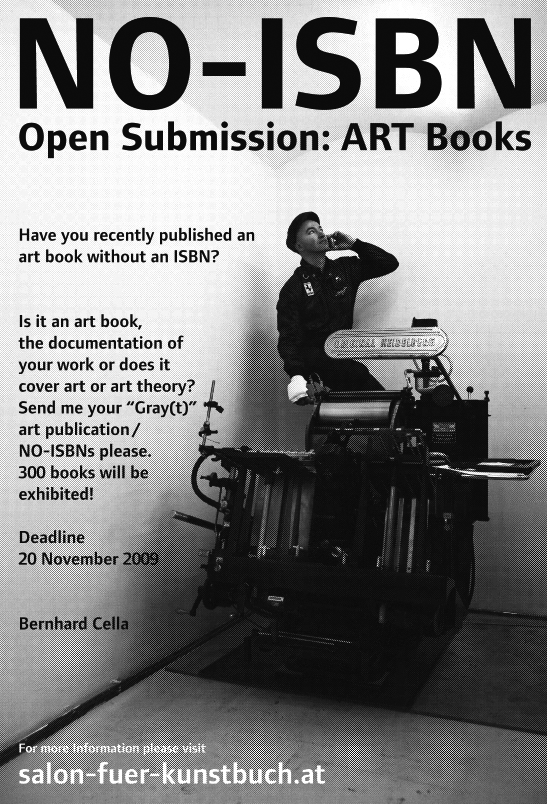 NO-ISBN
Open Submission: ART Books
Have you recently published an
art book without an ISBN?
Is it an art book,
the documentation of
your work or does it
cover art or art theory?
Send me your “Gray(t)”
art publication/
NO-ISBNs please.
300 books will be
exhibited!
Deadline
20 November 2009
Bernhard Cella
ORIGINAL HEIDELBERG
For more Information please visit
salon-fuer-kunstbuch.at